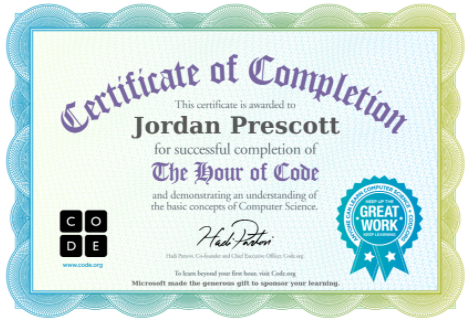 Certificate of Completion
This certificate is awarded to
Jordan Prescott
for successful completion of
The Hour of Code
and demonstrating an understanding of
the basic concepts of Computer Science.
C O
D E
www.code.org
Hadi Partovi
Hadi Partovi, Co-founder and Chief Executive Officer, Code.org
ANYONE CAN LEARN COMPUTER SCIENCE • CODE.ORG •
KEEP UP THE
GREAT
WORK
KEEP LEARNING
To learn beyond your first hour, visit Code.org
Microsoft made the generous gift to sponsor your learning.